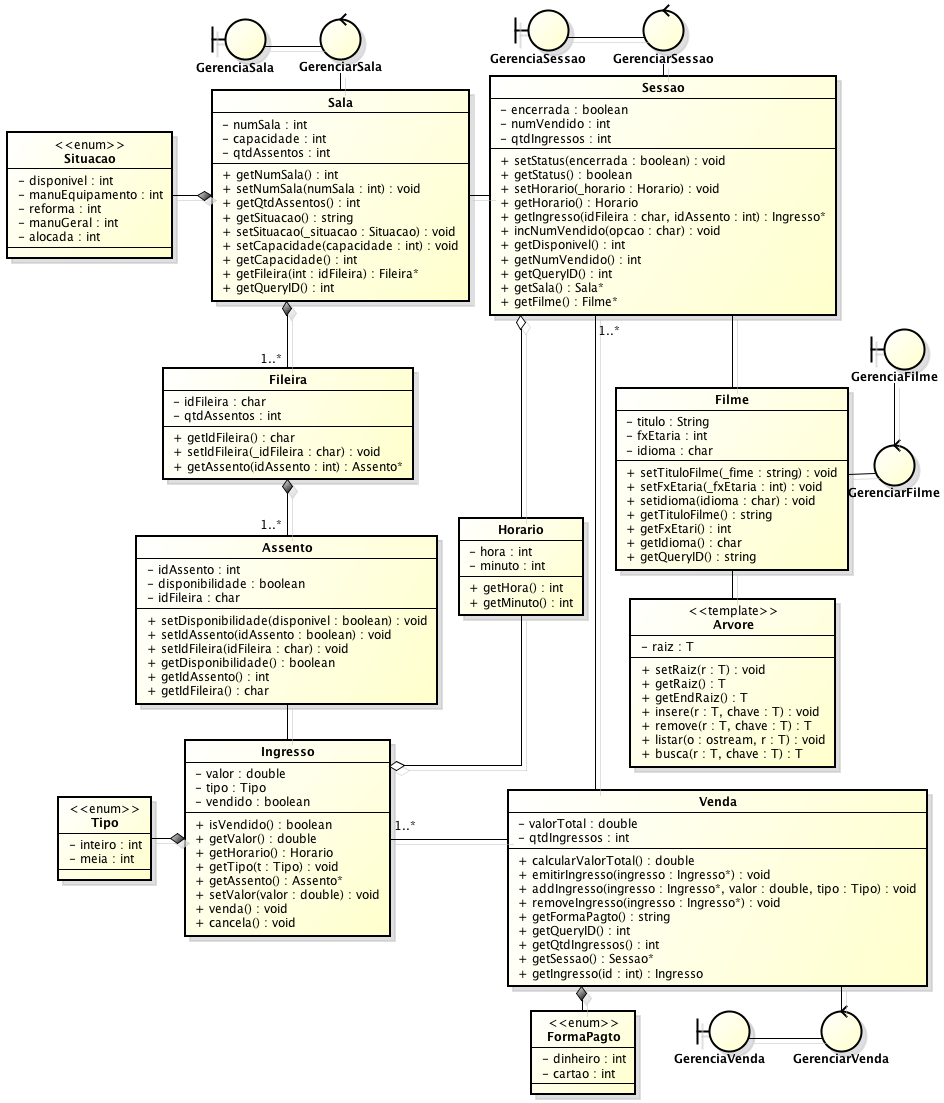 GerenciaSala
GerenciarSala
GerenciaSessao
GerenciarSessao
<<enum>>
Situacao
– disponivel : int
– manuEquipamento : int
– reforma : int
– manuGeral : int
– alocada : int
Sala
– numSala : int
– capacidade : int
– qtdAssentos : int
+ getNumSala() : int
+ setNumSala(numSala : int) : void
+ getQtdAssentos() : int
+ getSituacao() : string
+ setSituacao(_situacao : Situacao) : void
+ setCapacidade(capacidade : int) : void
+ getCapacidade() : int
+ getFileira(int : idFileira) : Fileira*
+ getQueryID() : int
Sessao
– encerrada : boolean
– numVendido : int
– qtdIngressos : int
+ setStatus(encerrada : boolean) : void
+ getStatus() : boolean
+ setHorario(_horario : Horario) : void
+ getHorario() : Horario
+ getIngresso(idFileira : char, idAssento : int) : Ingresso*
+ incNumVendido(opcao : char) : void
+ getDisponivel() : int
+ getNumVendido() : int
+ getQueryID() : int
+ getSala() : Sala*
+ getFilme() : Filme*
1..*
1..*
Fileira
– idFileira : char
– qtdAssentos : int
+ getIdFileira() : char
+ setIdFileira(_idFileira : char) : void
+ getAssento(idAssento : int) : Assento*
GerenciaFilme
GerenciarFilme
Filme
– titulo : String
– fxEtaria : int
– idioma : char
+ setTituloFilme(_fime : string) : void
+ setFxEtaria(_fxEtaria : int) : void
+ setidioma(idioma : char) : void
+ getTituloFilme() : string
+ getFxEtari() : int
+ getIdioma() : char
+ getQueryID() : string
1..*
Assento
– idAssento : int
– disponibilidade : boolean
– idFileira : char
+ setDisponibilidade(disponivel : boolean) : void
+ setIdAssento(idAssento : boolean) : void
+ setIdFileira(idFileira : char) : void
+ getDisponibilidade() : boolean
+ getIdAssento() : int
+ getIdFileira() : char
Horario
– hora : int
– minuto : int
+ getHora() : int
+ getMinuto() : int
<<template>>
Arvore
– raiz : T
+ setRaiz(r : T) : void
+ getRaiz() : T
+ getEndRaiz() : T
+ insere(r : T, chave : T) : void
+ remove(r : T, chave : T) : T
+ listar(o : ostream, r : T) : void
+ busca(r : T, chave : T) : T
<<enum>>
Tipo
– inteiro : int
– meia : int
Ingresso
– valor : double
– tipo : Tipo
– vendido : boolean
+ isVendido() : boolean
+ getValor() : double
+ getHorario() : Horario
+ getTipo(t : Tipo) : void
+ getAssento() : Assento*
+ setValor(valor : double) : void
+ venda() : void
+ cancela() : void
1..*
Venda
– valorTotal : double
– qtdIngressos : int
+ calcularValorTotal() : double
+ emitirIngresso(ingresso : Ingresso*) : void
+ addIngresso(ingresso : Ingresso*, valor : double, tipo : Tipo) : void
+ removeIngresso(ingresso : Ingresso*) : void
+ getFormaPagto() : string
+ getQueryID() : int
+ getQtdIngressos() : int
+ getSessao() : Sessao*
+ getIngresso(id : int) : Ingresso
<<enum>>
FormaPagto
– dinheiro : int
– cartao : int
GerenciaVenda
GerenciarVenda